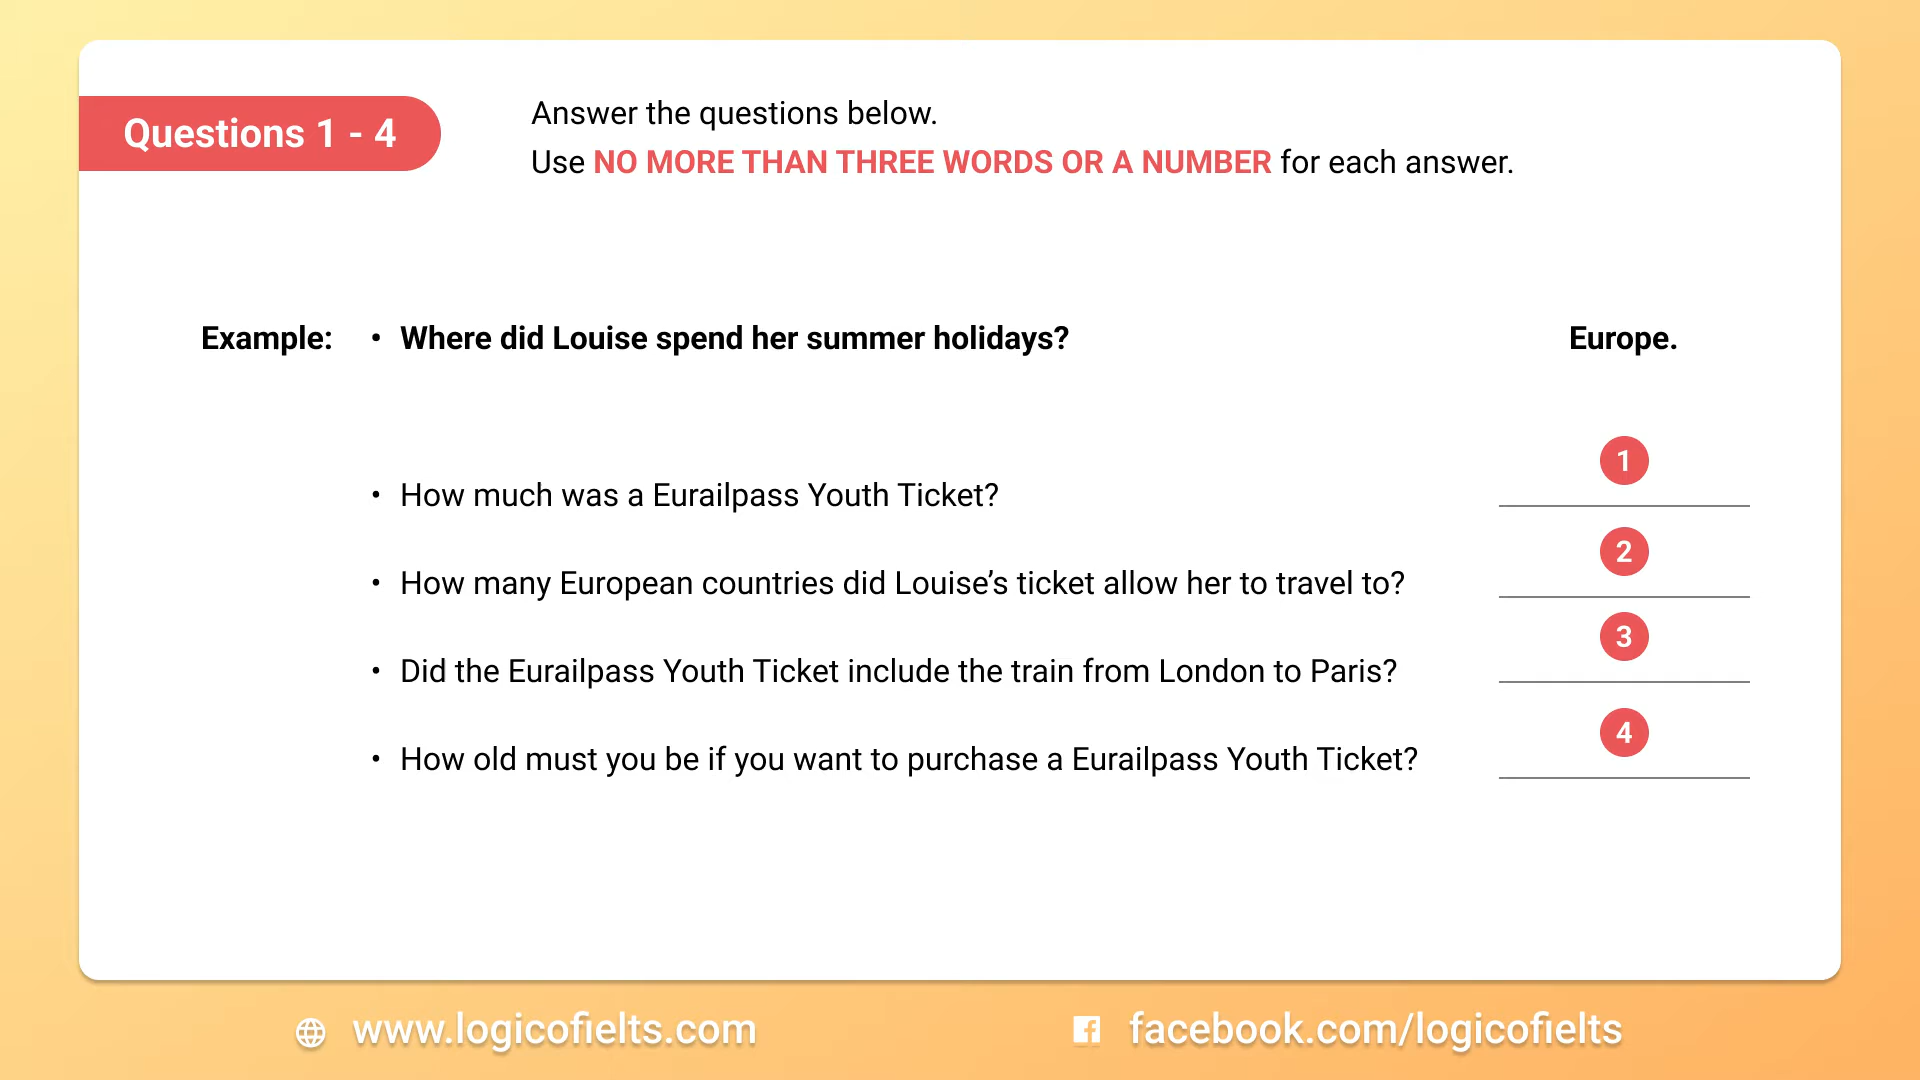 Questions 1 - 4
Answer the questions below.
Use NO MORE THAN THREE WORDS OR A NUMBER for each answer.
Example: • Where did Louise spend her summer holidays? Europe.
1
• How much was a Eurailpass Youth Ticket?
2
• How many European countries did Louise’s ticket allow her to travel to?
3
• Did the Eurailpass Youth Ticket include the train from London to Paris?
4
• How old must you be if you want to purchase a Eurailpass Youth Ticket?
www.logicofielts.com
facebook.com/logicofielts